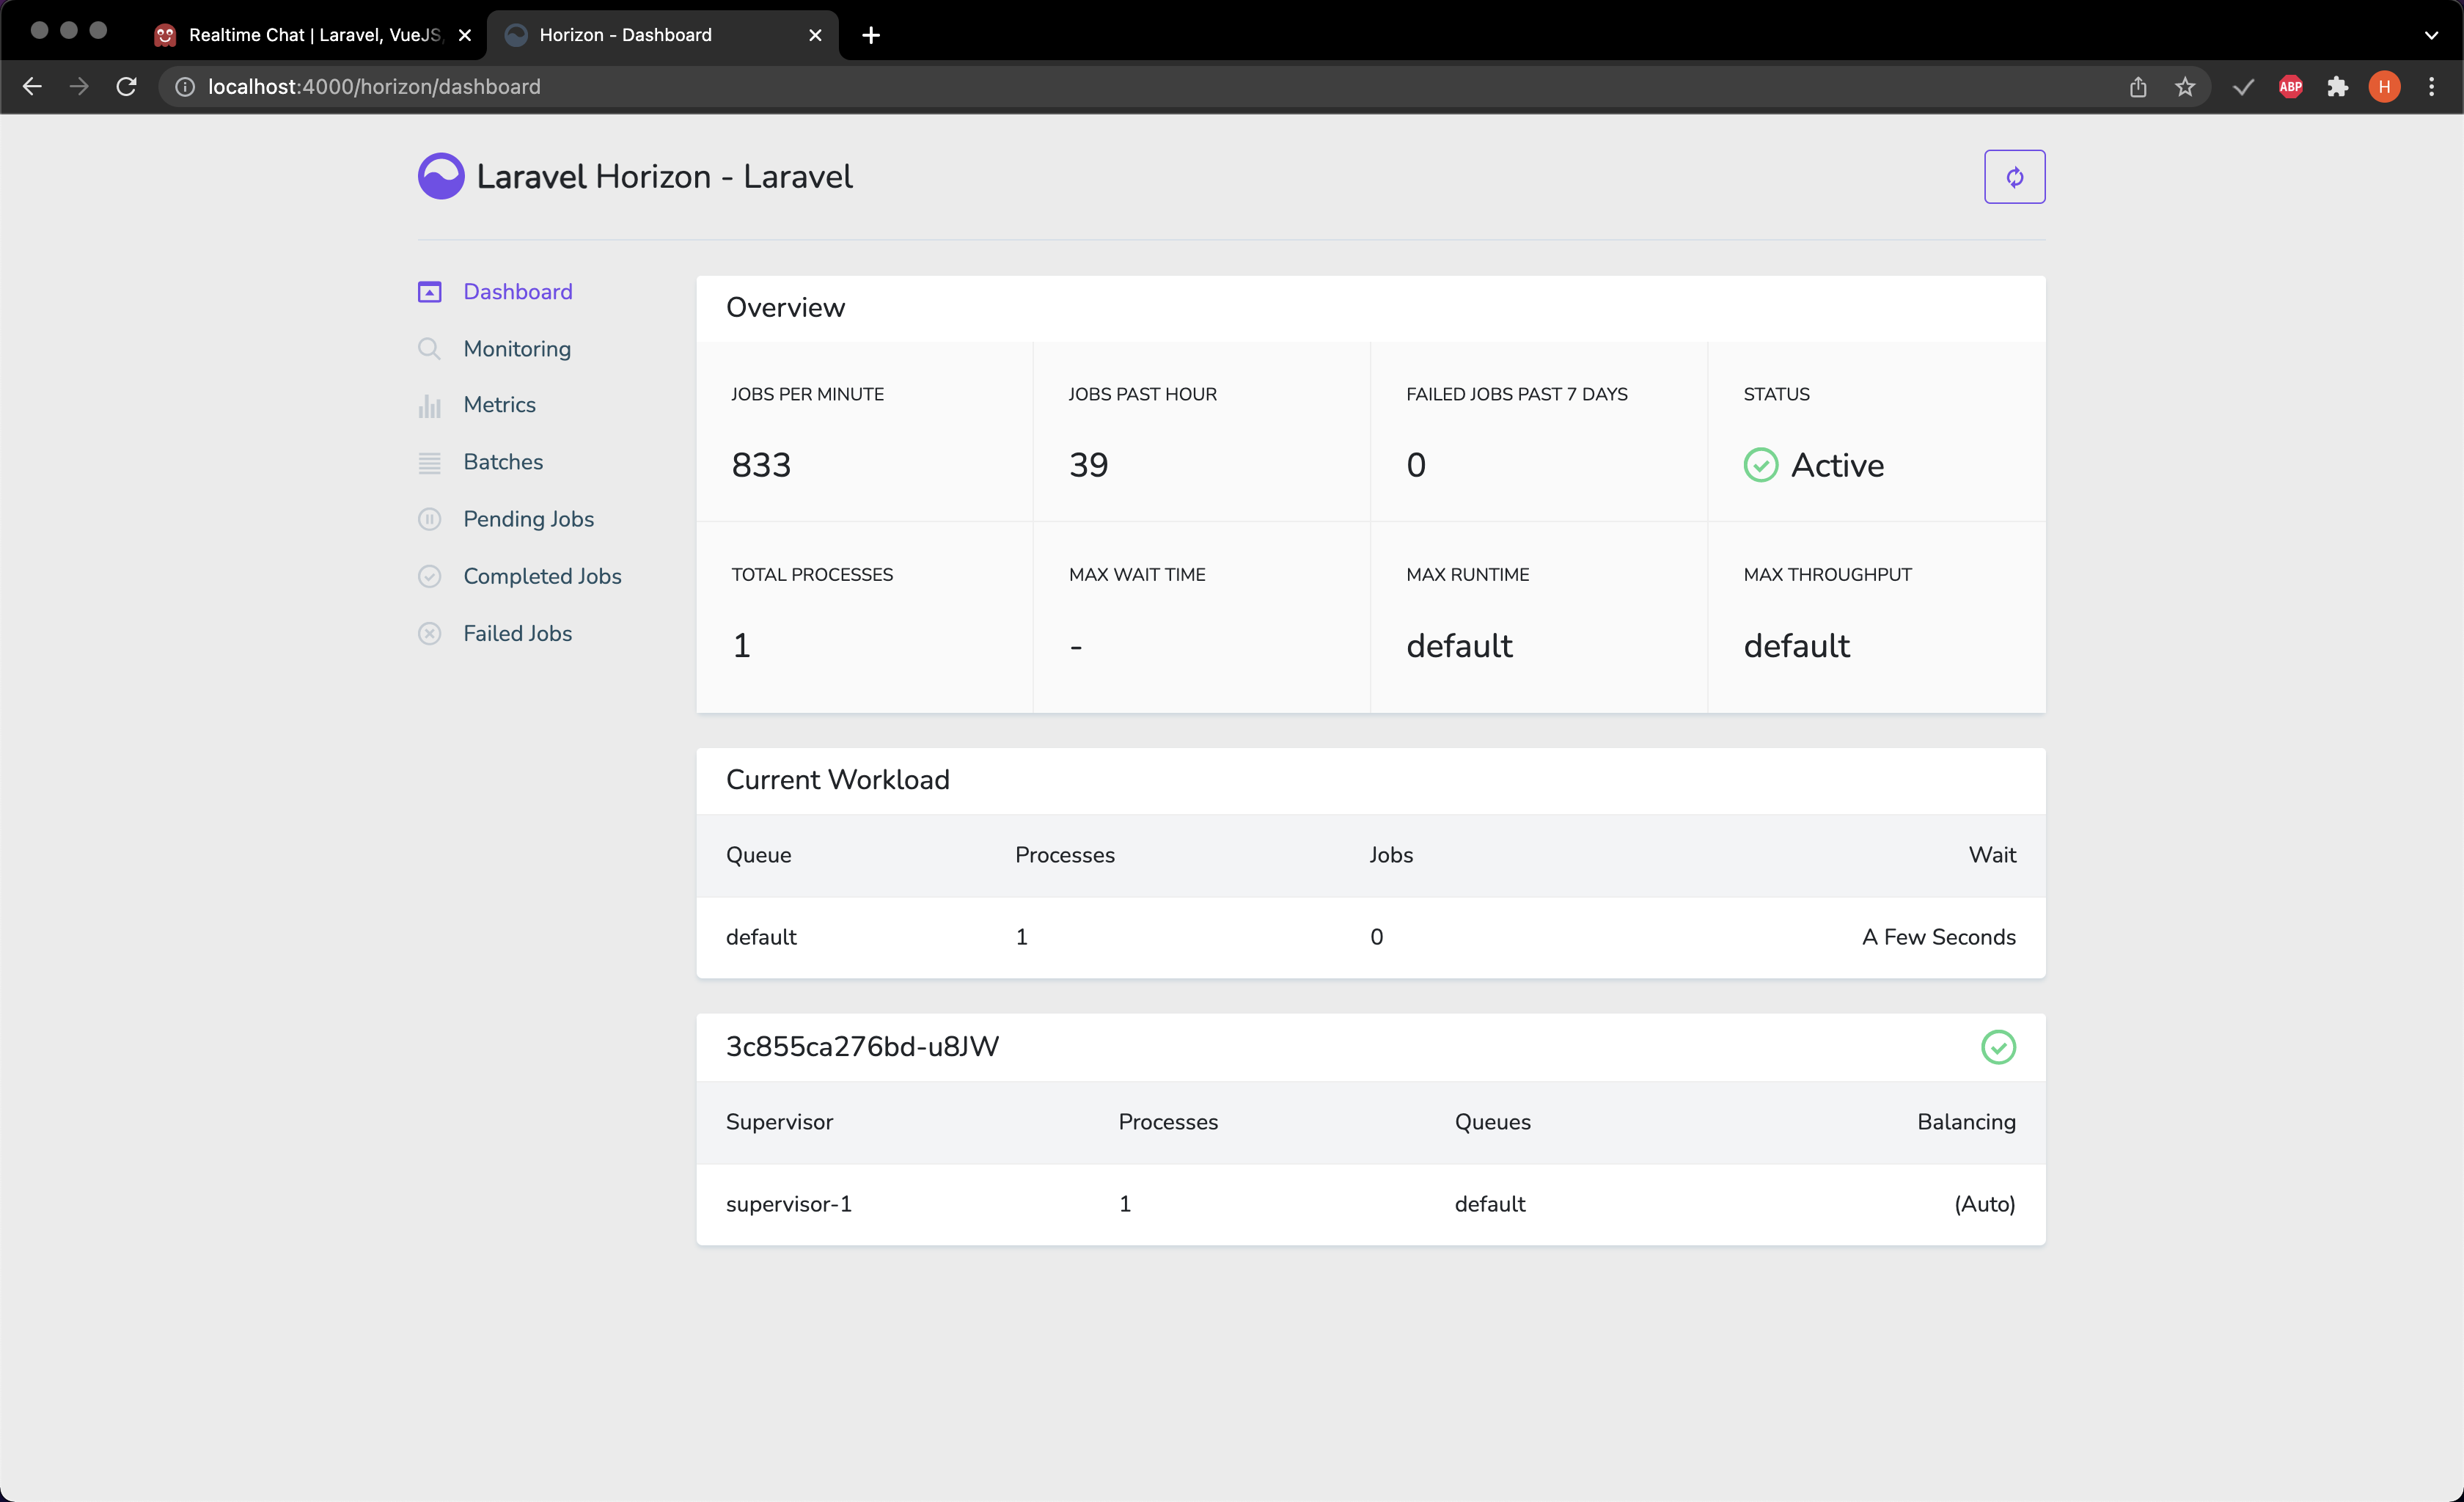 Realtime Chat | Laravel, VueJS,
Horizon - Dashboard
localhost:4000/horizon/dashboard
ABP
H
Laravel Horizon - Laravel
Dashboard
Monitoring
Metrics
Batches
Pending Jobs
Completed Jobs
Failed Jobs
Overview
JOBS PER MINUTE
833
JOBS PAST HOUR
39
FAILED JOBS PAST 7 DAYS
0
STATUS
Active
TOTAL PROCESSES
1
MAX WAIT TIME
-
MAX RUNTIME
default
MAX THROUGHPUT
default
Current Workload
Queue Processes Jobs Wait
default 1 0 A Few Seconds
3c855ca276bd-u8JW
Supervisor Processes Queues Balancing
supervisor-1 1 default (Auto)